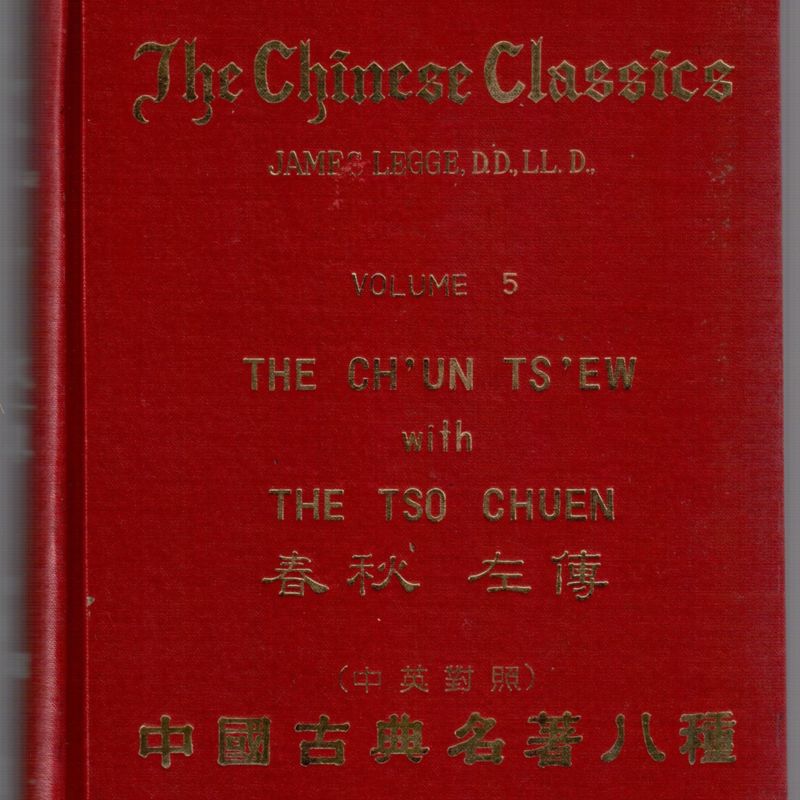 The Chinese Classics
JAMES LEGGE, D.D., LL. D.,
VOLUME 5
THE CH'UN TS'EW
with
THE TSO CHUEN
春秋 左傳
(中英對照)
中國古典名著八種